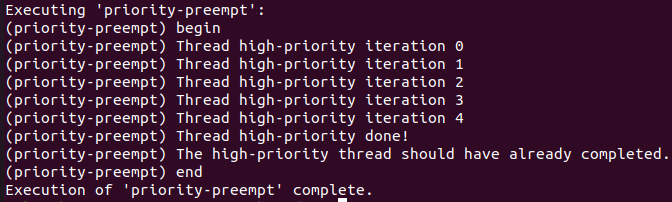 Executing 'priority-preempt':
(priority-preempt) begin
(priority-preempt) Thread high-priority iteration 0
(priority-preempt) Thread high-priority iteration 1
(priority-preempt) Thread high-priority iteration 2
(priority-preempt) Thread high-priority iteration 3
(priority-preempt) Thread high-priority iteration 4
(priority-preempt) Thread high-priority done!
(priority-preempt) The high-priority thread should have already completed.
(priority-preempt) end
Execution of 'priority-preempt' complete.